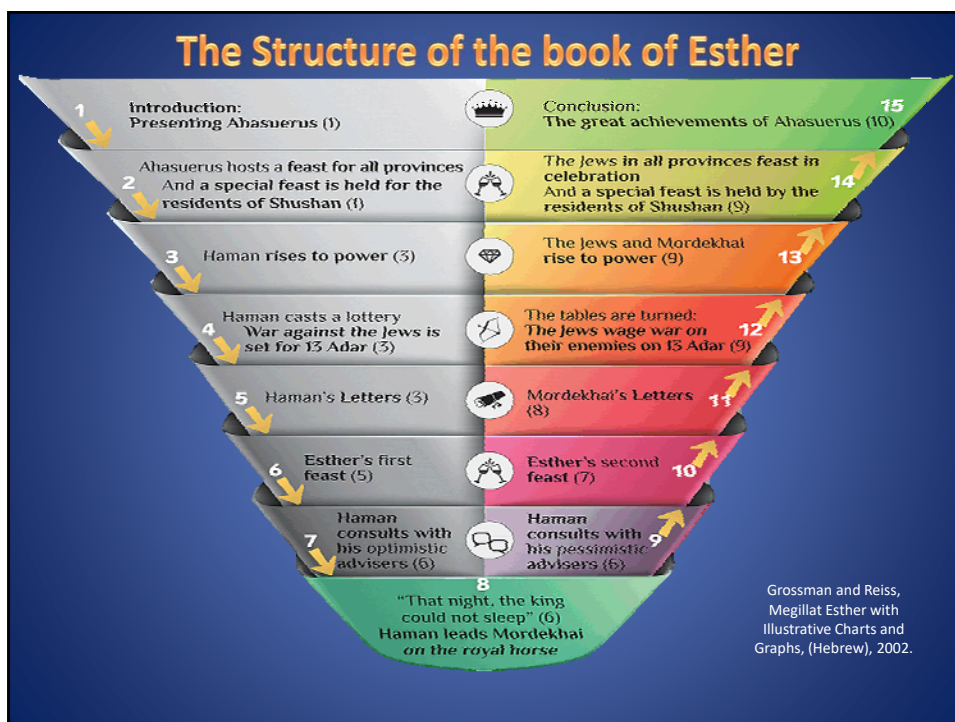 The Structure of the book of Esther
1
Introduction:
Presenting Ahasuerus (1)
2
Ahasuerus hosts a feast for all provinces
And a special feast is held for the
residents of Shushan (1)
3
Haman rises to power (3)
4
Haman casts a lottery
War against the Jews is
set for 13 Adar (3)
5
Haman's Letters (3)
6
Esther's first
feast (5)
7
Haman
consults with
his optimistic
advisers (6)
8
"That night, the king
could not sleep" (6)
Haman leads Mordekhai
on the royal horse
9
Haman
consults with
his pessimistic
advisers (6)
10
Esther's second
feast (7)
11
Mordekhai's Letters
(8)
12
The tables are turned:
The Jews wage war on
their enemies on 13 Adar (9)
13
The Jews and Mordekhai
rise to power (9)
14
The Jews in all provinces feast in
celebration
And a special feast is held by the
residents of Shushan (9)
15
Conclusion:
The great achievements of Ahasuerus (10)
Grossman and Reiss,
Megillat Esther with
Illustrative Charts and
Graphs, (Hebrew), 2002.